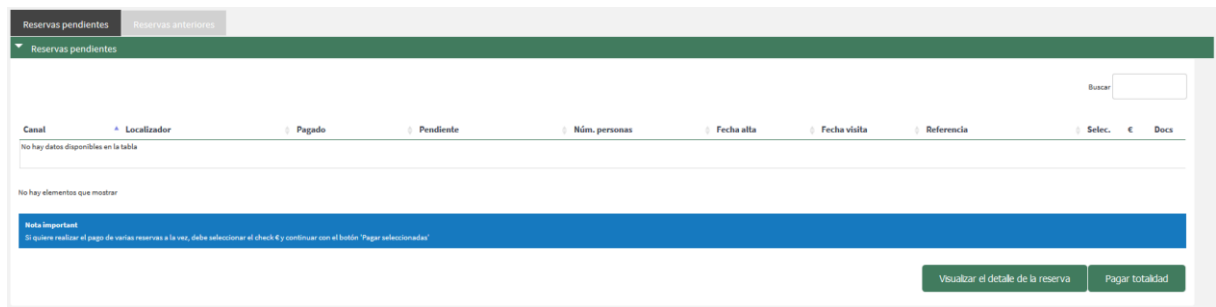 Reservas pendientes Reservas anteriores
Reservas pendientes
Buscar
Canal Localizador Pagado Pendiente Núm. personas Fecha alta Fecha visita Referencia Selec. € Docs
No hay datos disponibles en la tabla
No hay elementos que mostrar
Nota important
Si quiere realizar el pago de varias reservas a la vez, debe seleccionar el check € y continuar con el botón 'Pagar seleccionadas'
Visualizar el detalle de la reserva Pagar totalidad